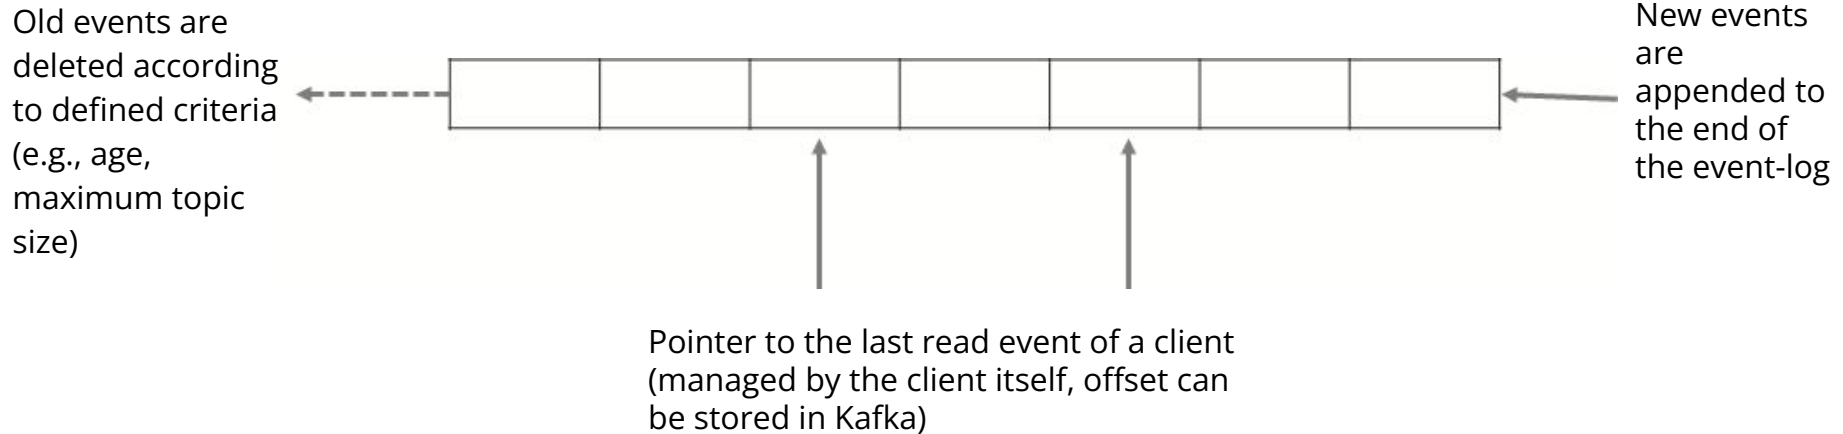 Old events are
deleted according
to defined criteria
(e.g., age,
maximum topic
size)
New events
are
appended to
the end of
the event-log
Pointer to the last read event of a client
(managed by the client itself, offset can
be stored in Kafka)